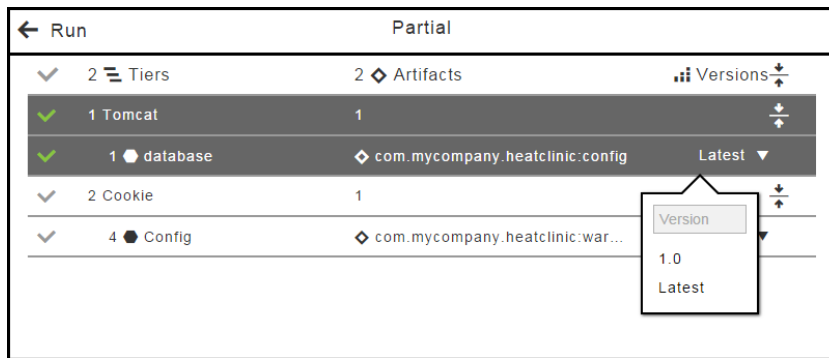 Run Partial
2 Tiers 2 Artifacts Versions
1 Tomcat 1
1 database com.mycompany.heatclinic:config Latest
2 Cookie 1
Version
4 Config com.mycompany.heatclinic:war...
1.0
Latest